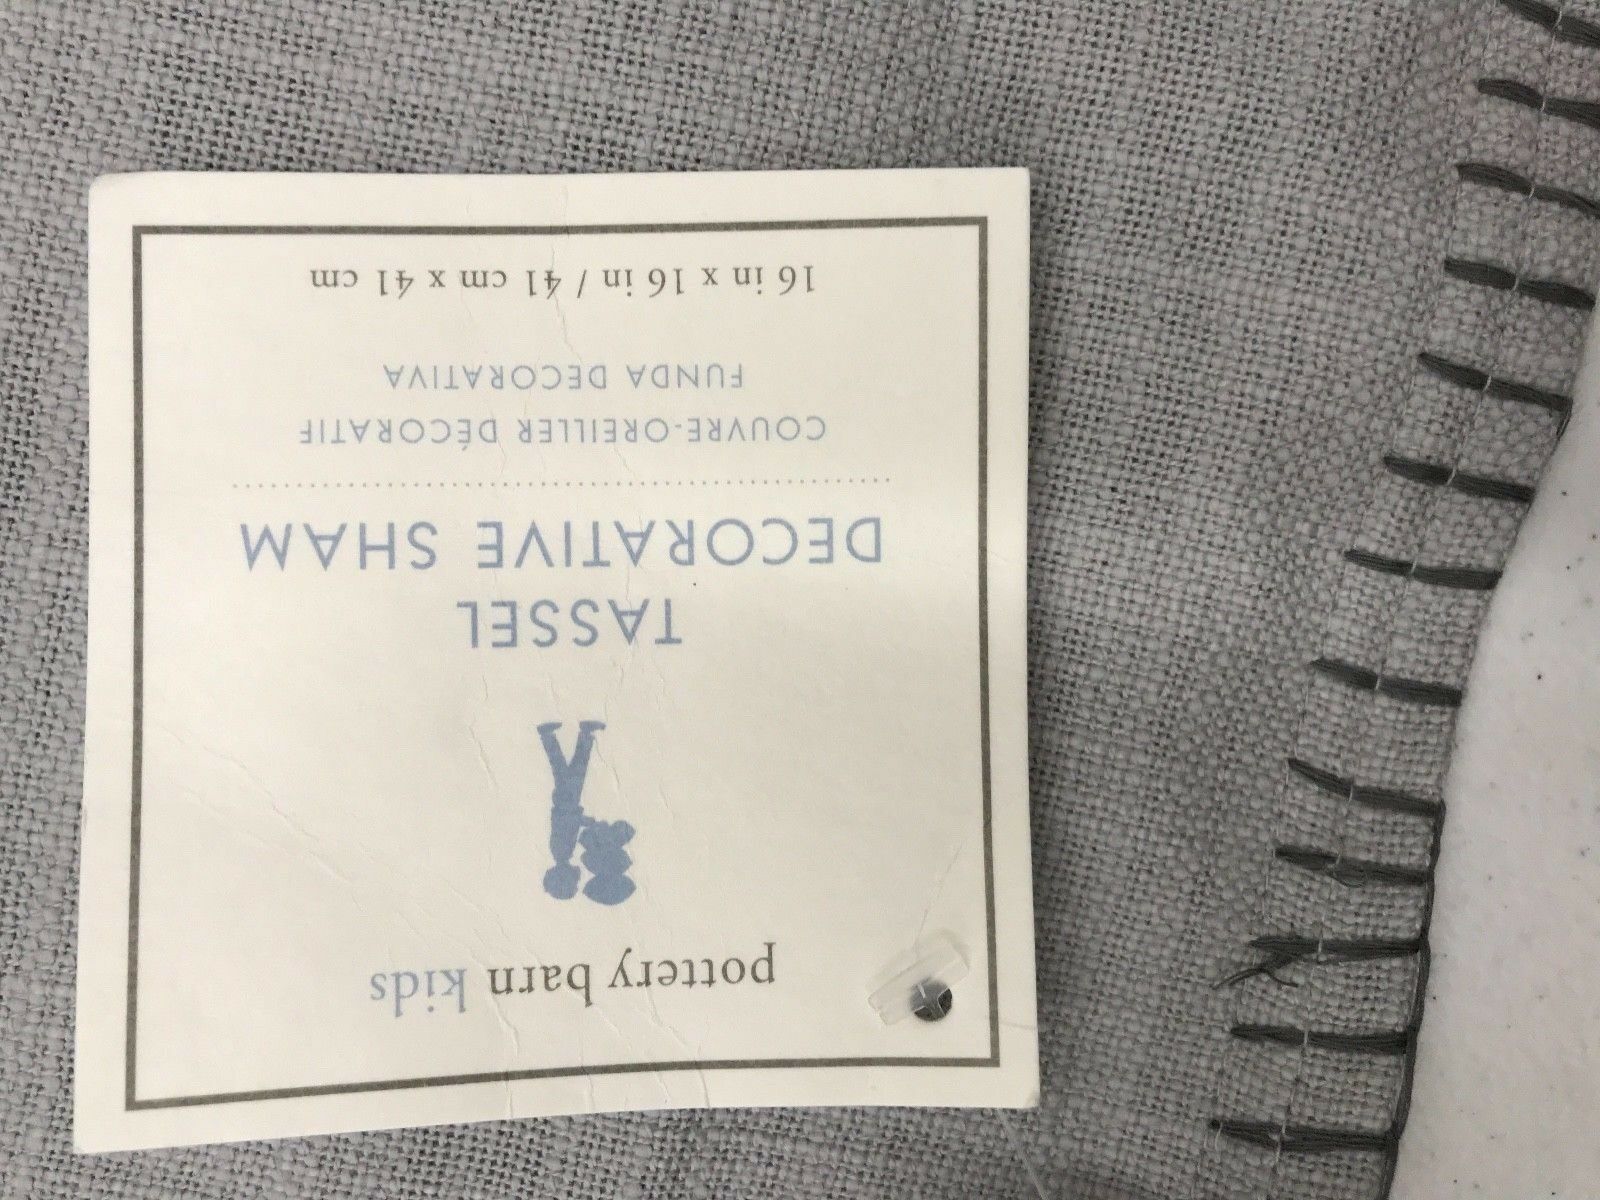 pottery barn kids
TASSEL
DECORATIVE SHAM
COUVRE-OREILLER DÉCORATIF
FUNDA DECORATIVA
16 in x 16 in / 41 cm x 41 cm